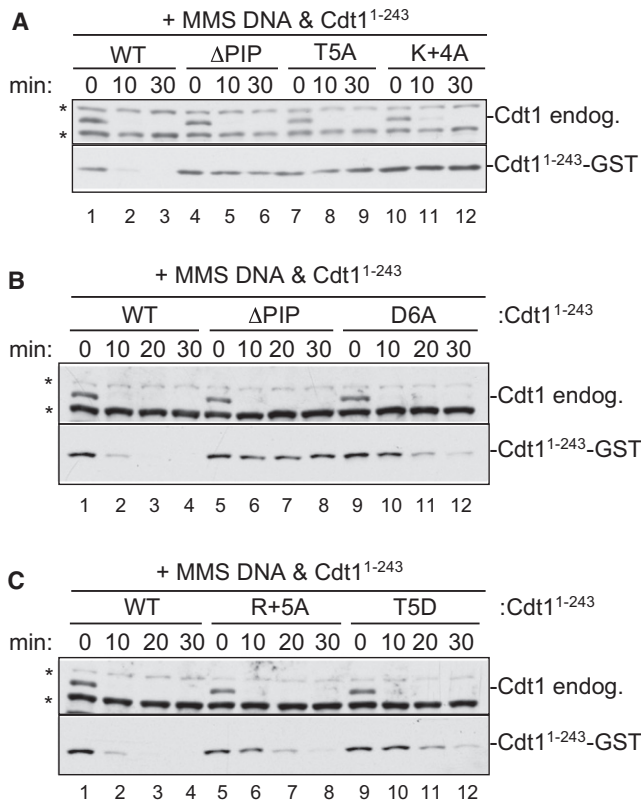 A
+ MMS DNA & Cdt1¹⁻²⁴³
WT ΔPIP T5A K+4A
min: 0 10 30 0 10 30 0 10 30 0 10 30
*
-Cdt1 endog.
*
-Cdt1¹⁻²⁴³-GST
1 2 3 4 5 6 7 8 9 10 11 12
B
+ MMS DNA & Cdt1¹⁻²⁴³
WT ΔPIP D6A :Cdt1¹⁻²⁴³
min: 0 10 20 30 0 10 20 30 0 10 20 30
*
-Cdt1 endog.
*
-Cdt1¹⁻²⁴³-GST
1 2 3 4 5 6 7 8 9 10 11 12
C
+ MMS DNA & Cdt1¹⁻²⁴³
WT R+5A T5D :Cdt1¹⁻²⁴³
min: 0 10 20 30 0 10 20 30 0 10 20 30
*
-Cdt1 endog.
*
-Cdt1¹⁻²⁴³-GST
1 2 3 4 5 6 7 8 9 10 11 12